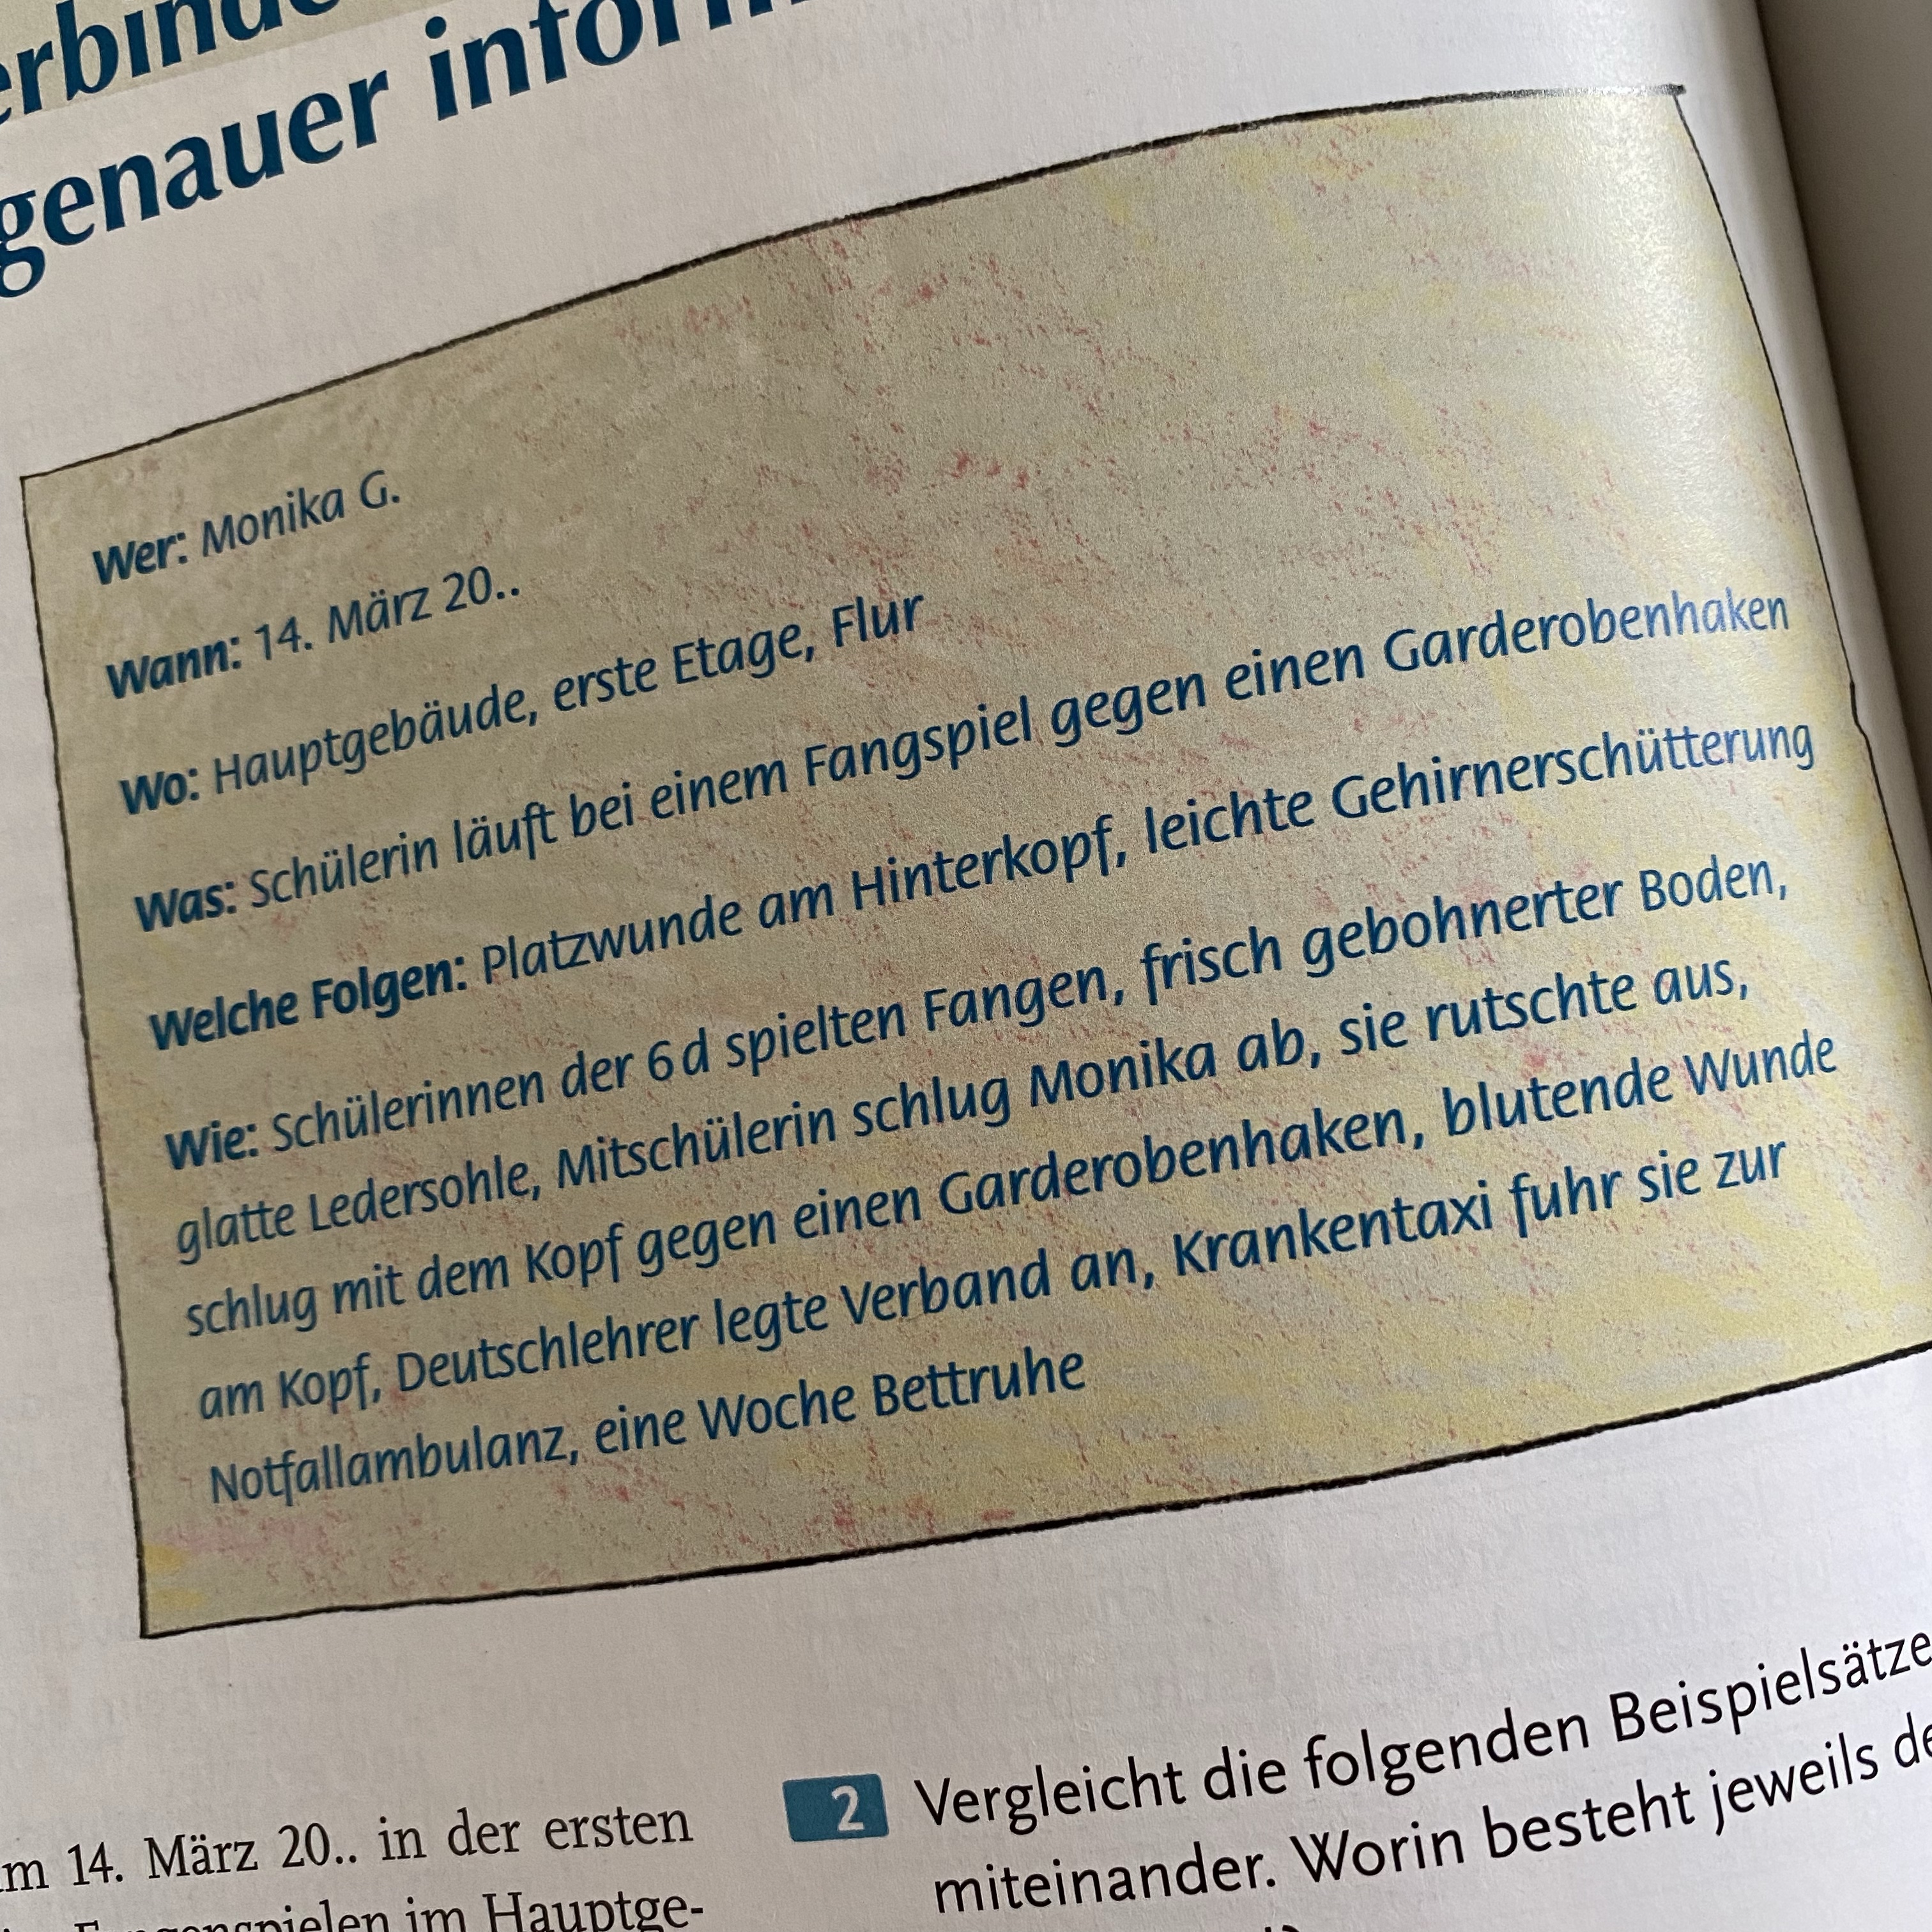 genauer
Wer: Monika G.
Wann: 14. März 20..
Wo: Hauptgebäude, erste Etage, Flur
Was: Schülerin läuft bei einem Fangspiel gegen einen Garderobenhaken
Welche Folgen: Platzwunde am Hinterkopf, leichte Gehirnerschütterung
Wie: Schülerinnen der 6d spielten Fangen, frisch gebohnerter Boden,
glatte Ledersohle, Mitschülerin schlug Monika ab, sie rutschte aus,
schlug mit dem Kopf gegen einen Garderobenhaken, blutende Wunde
am Kopf, Deutschlehrer legte Verband an, Krankentaxi fuhr sie zur
Notfallambulanz, eine Woche Bettruhe
14. März 20.. in der ersten
im Hauptge-
2 Vergleicht die folgenden Beispielsätze
miteinander. Worin besteht jeweils